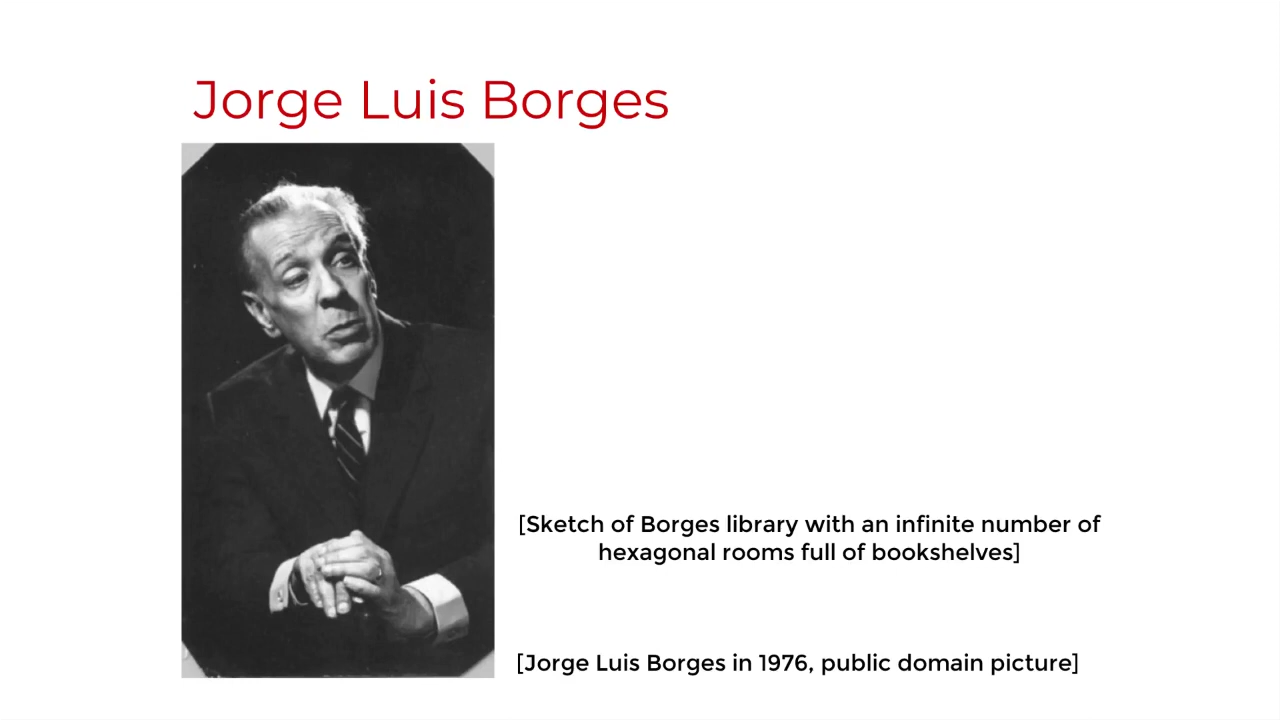 Jorge Luis Borges
[Sketch of Borges library with an infinite number of
hexagonal rooms full of bookshelves]
[Jorge Luis Borges in 1976, public domain picture]